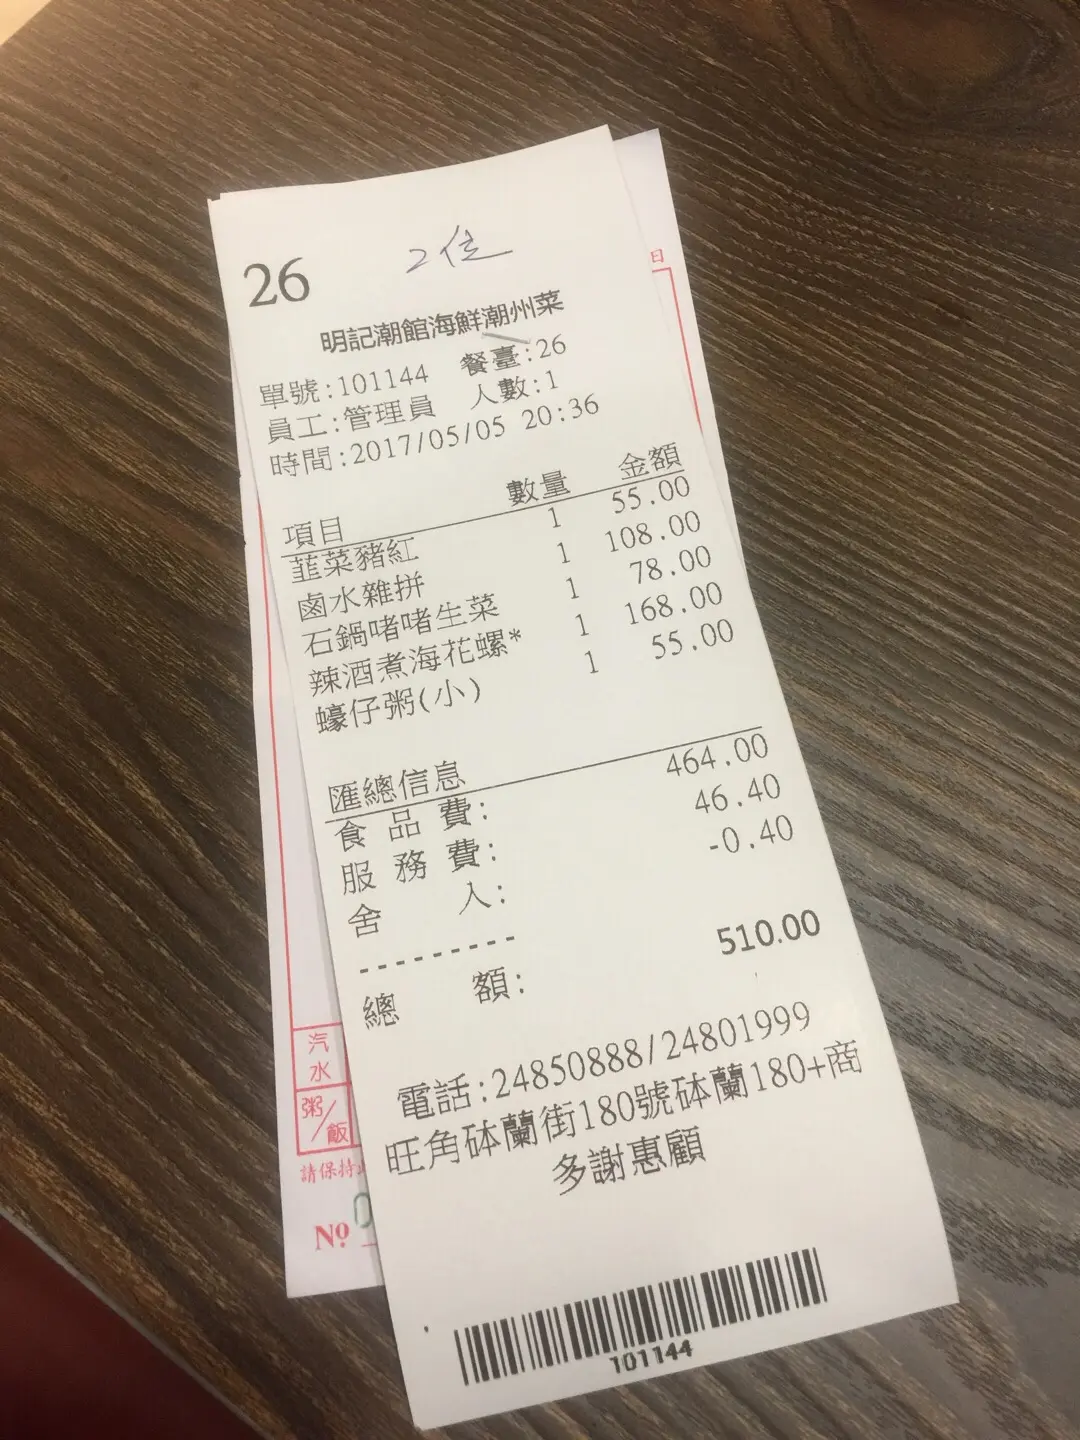 26
2位
明記潮館海鮮潮州菜
單號:101144 餐臺:26
員工:管理員 人數:1
時間:2017/05/05 20:36
項目 數量 金額
韮菜豬紅 1 55.00
鹵水雜拼 1 108.00
石鍋啫啫生菜 1 78.00
辣酒煮海花螺* 1 168.00
蠔仔粥(小) 1 55.00
匯總信息
食品費: 464.00
服務費: 46.40
舍入: -0.40
---------
總額: 510.00
電話:24850888/24801999
旺角砵蘭街180號砵蘭180+商
多謝惠顧
101144
日
汽水
粥/飯
請保持
Nº 0